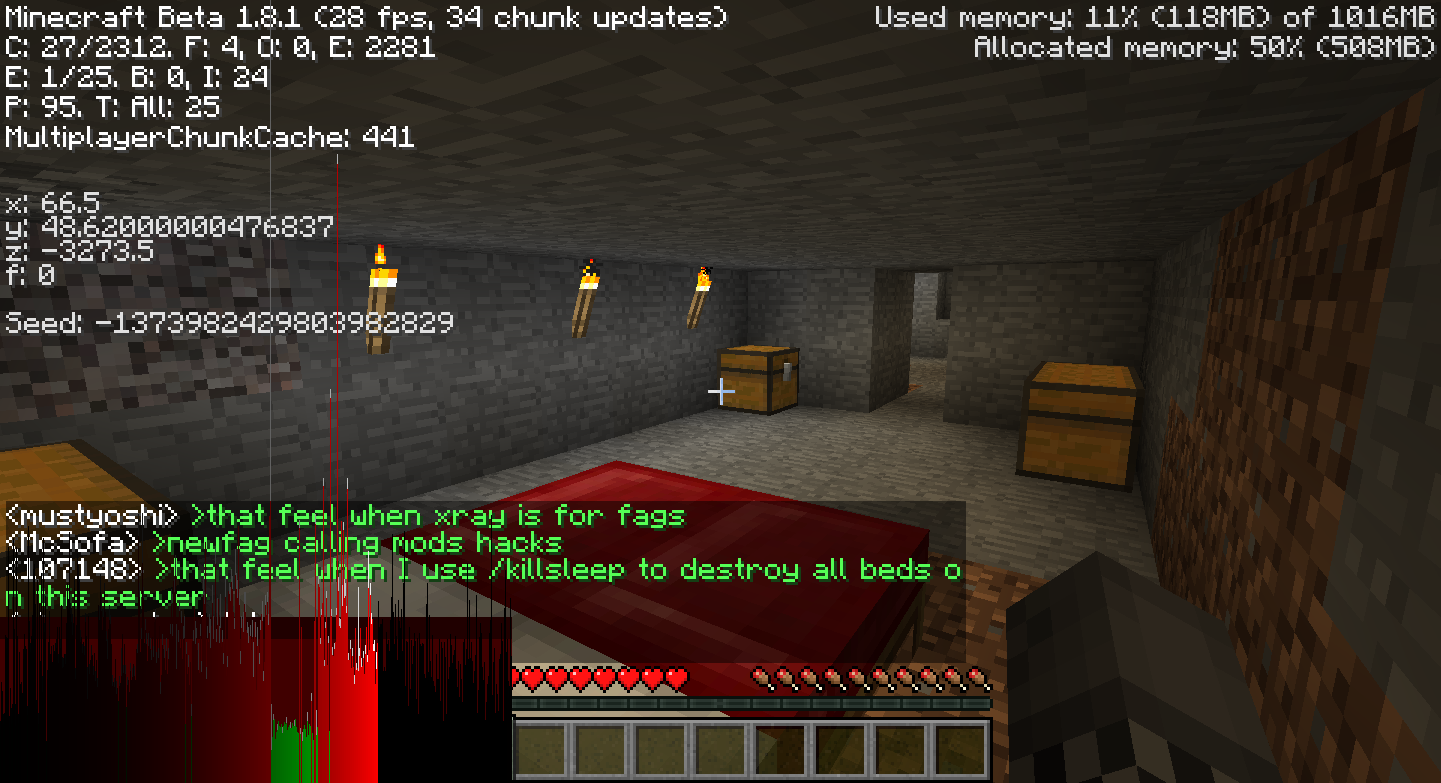 Minecraft Beta 1.8.1 (28 fps, 34 chunk updates)
Used memory: 11% (118MB) of 1016MB
C: 27/2312. F: 4, O: 0, E: 2281
Allocated memory: 50% (508MB)
E: 1/25. B: 0, I: 24
P: 95. T: All: 25
MultiplayerChunkCache: 441
x: 66.5
y: 48.62000000476837
z: -3273.5
f: 0
Seed: -1373982429803982829
<mustyoshi> >that feel when xray is for fags
<McSofa> >newfag calling mods hacks
<107148> >that feel when I use /killsleep to destroy all beds o
n this server